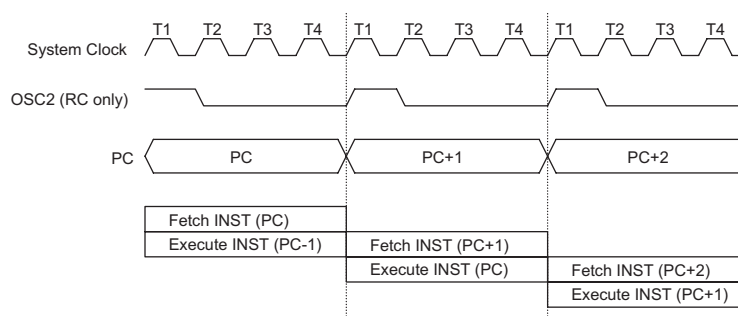 T1 T2 T3 T4 T1 T2 T3 T4 T1 T2 T3 T4
System Clock
OSC2 (RC only)
PC PC PC+1 PC+2
Fetch INST (PC)
Execute INST (PC-1) Fetch INST (PC+1)
Execute INST (PC) Fetch INST (PC+2)
Execute INST (PC+1)